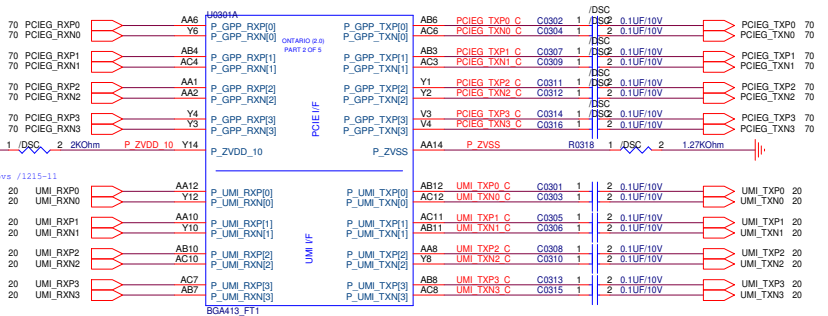 U0301A
70 PCIEG_RXP0 AA6 P_GPP_RXP[0] P_GPP_TXP[0] AB6 PCIEG_TXP0_C C0302 1 /DSC 2 0.1UF/10V PCIEG_TXP0 70
70 PCIEG_RXN0 Y6 P_GPP_RXN[0] P_GPP_TXN[0] AC6 PCIEG_TXN0_C C0304 1 /DSC 2 0.1UF/10V PCIEG_TXN0 70
ONTARIO (2.0)
PART 2 OF 5
70 PCIEG_RXP1 AB4 P_GPP_RXP[1] P_GPP_TXP[1] AB3 PCIEG_TXP1_C C0307 1 /DSC 2 0.1UF/10V PCIEG_TXP1 70
70 PCIEG_RXN1 AC4 P_GPP_RXN[1] P_GPP_TXN[1] AC3 PCIEG_TXN1_C C0309 1 /DSC 2 0.1UF/10V PCIEG_TXN1 70
70 PCIEG_RXP2 AA1 P_GPP_RXP[2] P_GPP_TXP[2] Y1 PCIEG_TXP2_C C0311 1 /DSC 2 0.1UF/10V PCIEG_TXP2 70
70 PCIEG_RXN2 AA2 P_GPP_RXN[2] P_GPP_TXN[2] Y2 PCIEG_TXN2_C C0312 1 /DSC 2 0.1UF/10V PCIEG_TXN2 70
PCIE I/F
70 PCIEG_RXP3 Y4 P_GPP_RXP[3] P_GPP_TXP[3] V3 PCIEG_TXP3_C C0314 1 /DSC 2 0.1UF/10V PCIEG_TXP3 70
70 PCIEG_RXN3 Y3 P_GPP_RXN[3] P_GPP_TXN[3] V4 PCIEG_TXN3_C C0316 1 2 0.1UF/10V PCIEG_TXN3 70
1 /DSC 2 2KOhm P_ZVDD_10 Y14 P_ZVDD_10 P_ZVSS AA14 P_ZVSS R0318 1 /DSC 2 1.27KOhm
vs /1215-11
20 UMI_RXP0 AA12 P_UMI_RXP[0] P_UMI_TXP[0] AB12 UMI_TXP0_C C0301 1 2 0.1UF/10V UMI_TXP0 20
20 UMI_RXN0 Y12 P_UMI_RXN[0] P_UMI_TXN[0] AC12 UMI_TXN0_C C0303 1 2 0.1UF/10V UMI_TXN0 20
20 UMI_RXP1 AA10 P_UMI_RXP[1] P_UMI_TXP[1] AC11 UMI_TXP1_C C0305 1 2 0.1UF/10V UMI_TXP1 20
20 UMI_RXN1 Y10 P_UMI_RXN[1] P_UMI_TXN[1] AB11 UMI_TXN1_C C0306 1 2 0.1UF/10V UMI_TXN1 20
UMI I/F
20 UMI_RXP2 AB10 P_UMI_RXP[2] P_UMI_TXP[2] AA8 UMI_TXP2_C C0308 1 2 0.1UF/10V UMI_TXP2 20
20 UMI_RXN2 AC10 P_UMI_RXN[2] P_UMI_TXN[2] Y8 UMI_TXN2_C C0310 1 2 0.1UF/10V UMI_TXN2 20
20 UMI_RXP3 AC7 P_UMI_RXP[3] P_UMI_TXP[3] AB8 UMI_TXP3_C C0313 1 2 0.1UF/10V UMI_TXP3 20
20 UMI_RXN3 AB7 P_UMI_RXN[3] P_UMI_TXN[3] AC8 UMI_TXN3_C C0315 1 2 0.1UF/10V UMI_TXN3 20
BGA413_FT1